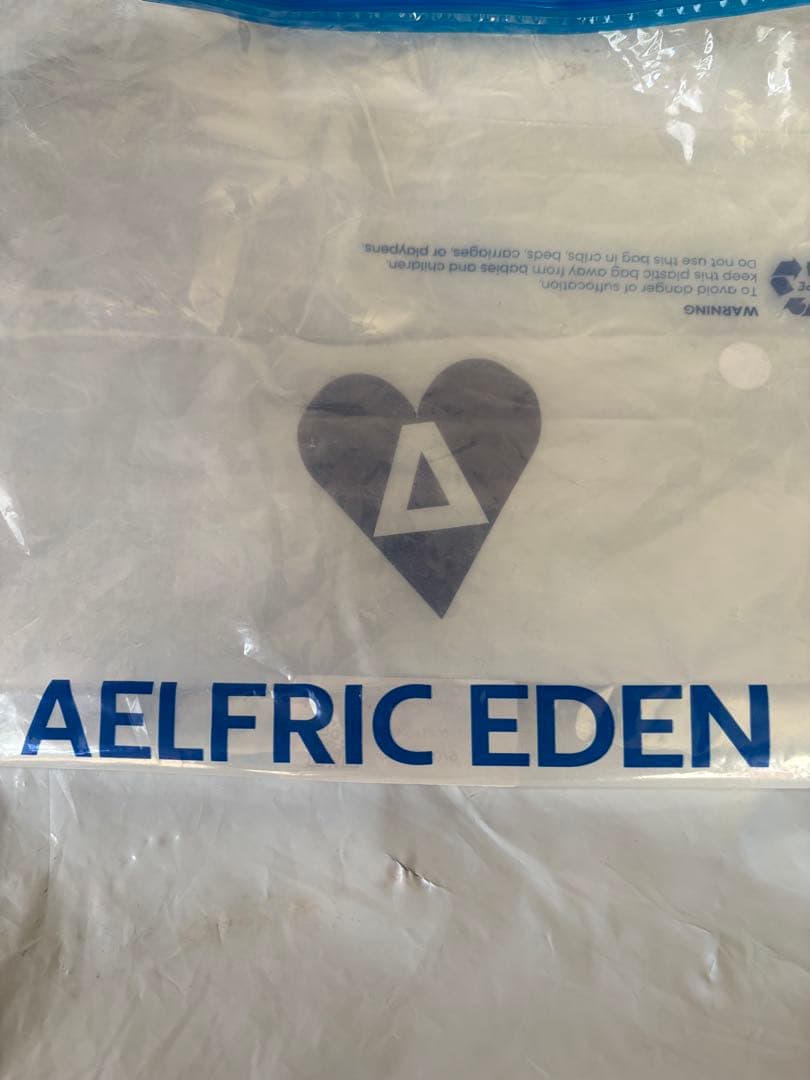 WARNING
To avoid danger of suffocation,
keep this plastic bag away from babies and children.
Do not use this bag in cribs, beds, carriages, or playpens.
AELFRIC EDEN